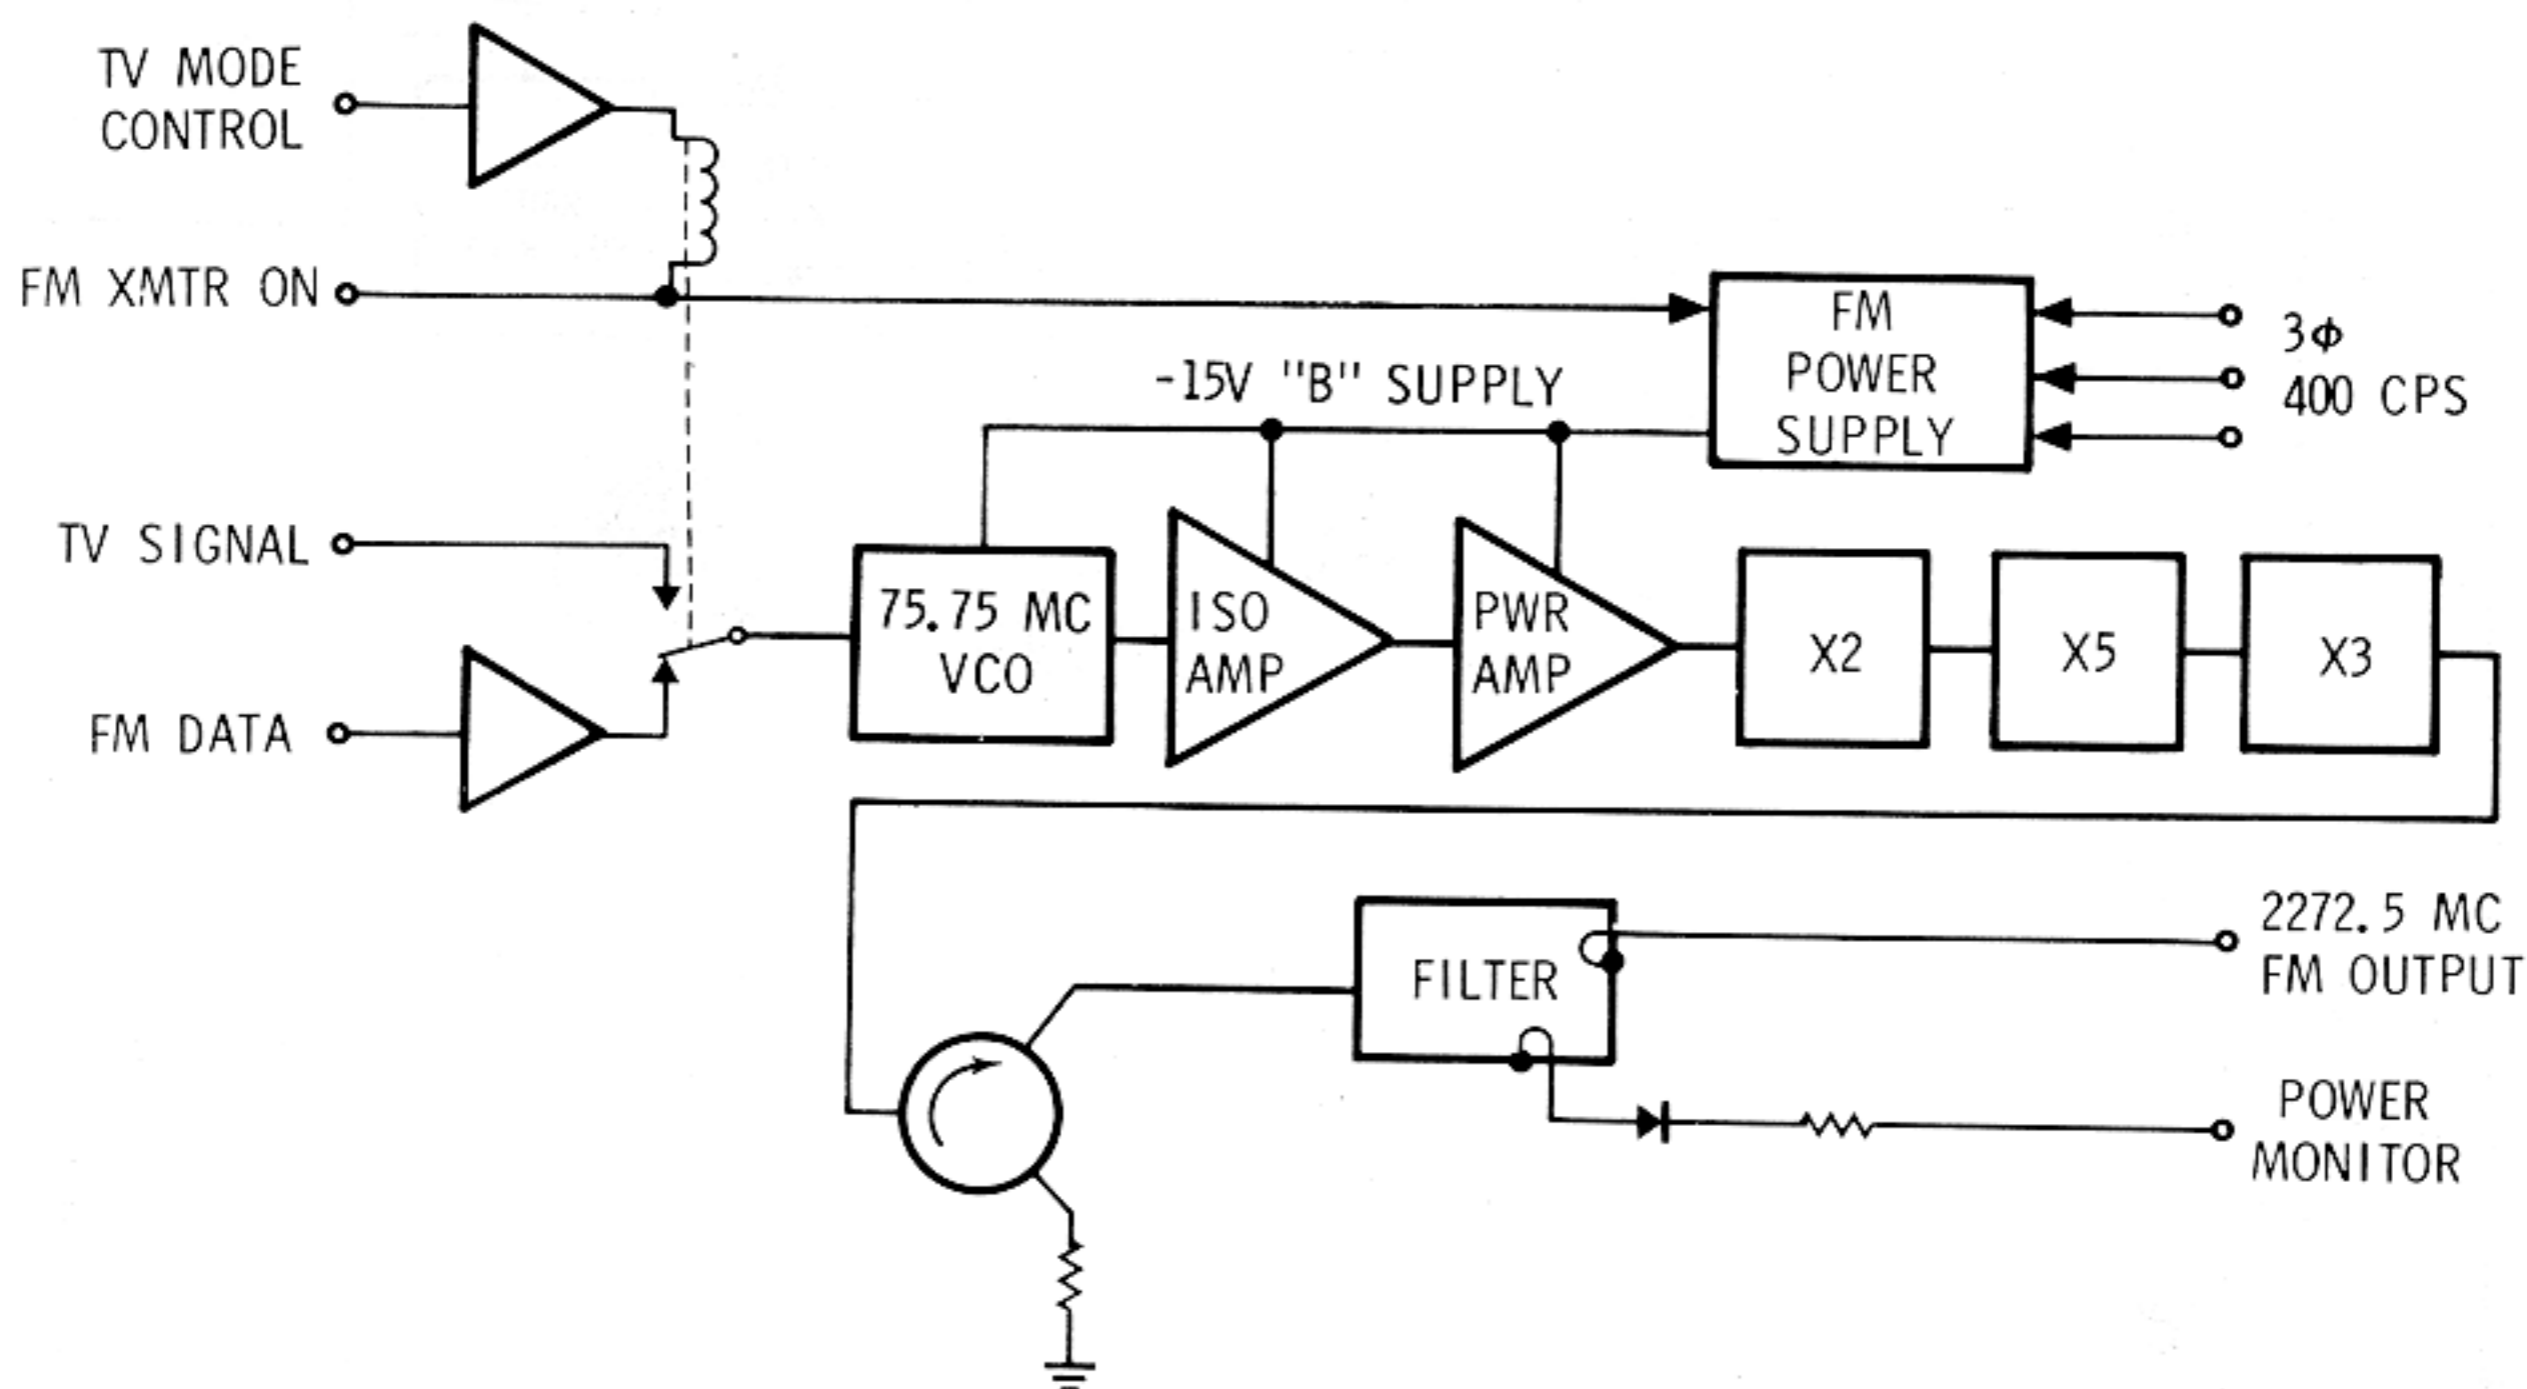 TV MODE
CONTROL
FM XMTR ON
FM
POWER
SUPPLY
3ϕ
400 CPS
-15V "B" SUPPLY
TV SIGNAL
75.75 MC
VCO
ISO
AMP
PWR
AMP
X2
X5
X3
FM DATA
FILTER
2272.5 MC
FM OUTPUT
POWER
MONITOR